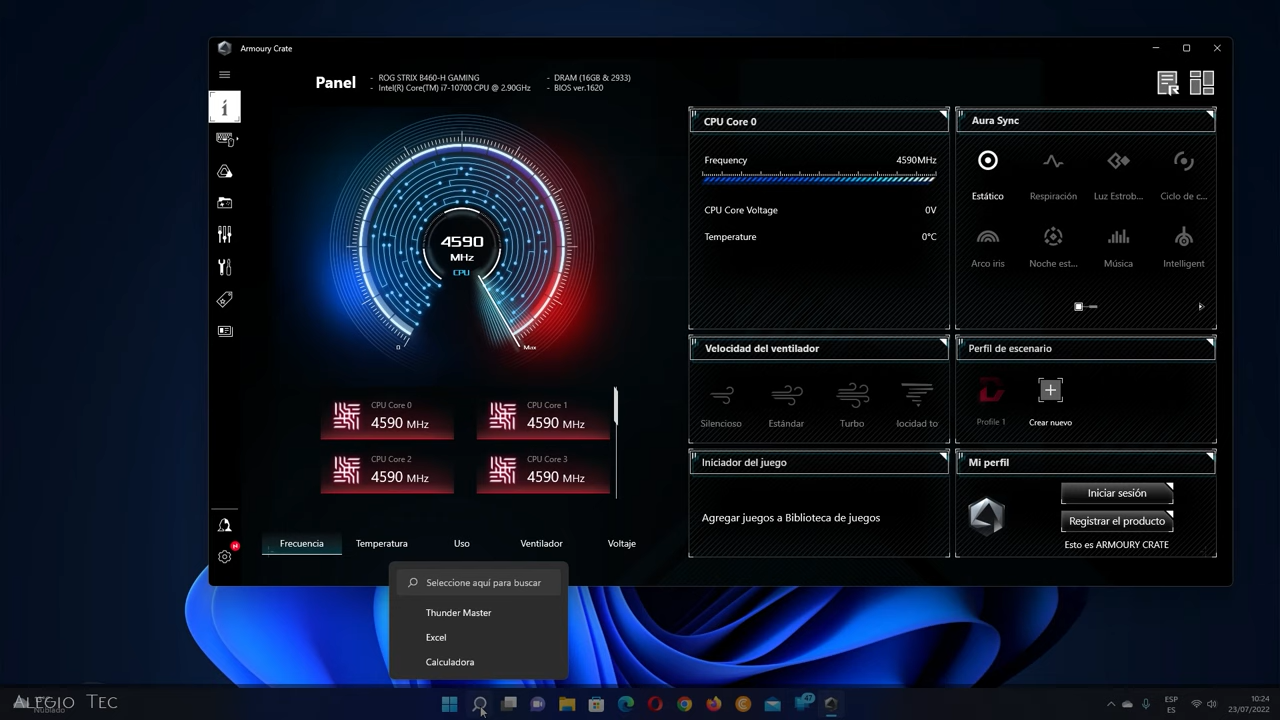 Armoury Crate
Panel
- ROG STRIX B460-H GAMING
- Intel(R) Core(TM) i7-10700 CPU @ 2.90GHz
- DRAM (16GB & 2933)
- BIOS ver.1620
4590
MHz
CPU
0
Max
CPU Core 0
4590 MHz
CPU Core 1
4590 MHz
CPU Core 2
4590 MHz
CPU Core 3
4590 MHz
Frecuencia
Temperatura
Uso
Ventilador
Voltaje
CPU Core 0
Frequency
4590MHz
CPU Core Voltage
0V
Temperature
0°C
Aura Sync
Estático
Respiración
Luz Estrob...
Ciclo de c...
Arco iris
Noche est...
Música
Intelligent
Velocidad del ventilador
Silencioso
Estándar
Turbo
locidad to
Perfil de escenario
Profile 1
Crear nuevo
Iniciador del juego
Agregar juegos a Biblioteca de juegos
Mi perfil
Iniciar sesión
Registrar el producto
Esto es ARMOURY CRATE
Seleccione aquí para buscar
Thunder Master
Excel
Calculadora
Alegio Tec
Nublado
47
ESP
ES
10:24
23/07/2022